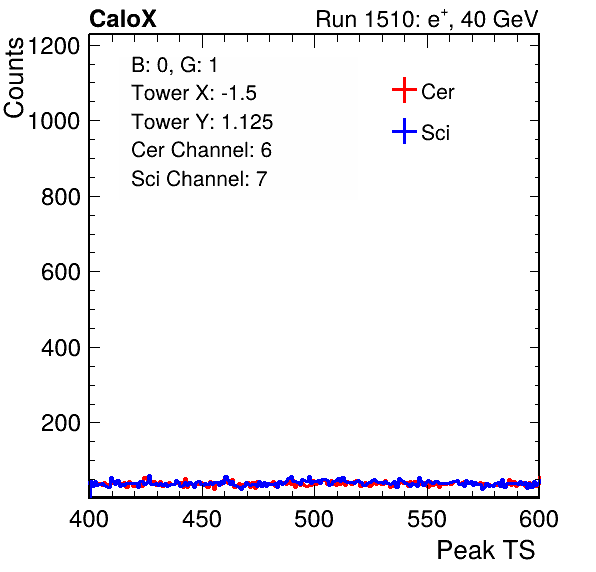 CaloX Run 1510: e⁺, 40 GeV
Counts
1200
1000
800
600
400
200
B: 0, G: 1
Tower X: -1.5
Tower Y: 1.125
Cer Channel: 6
Sci Channel: 7
Cer
Sci
400 450 500 550 600
Peak TS